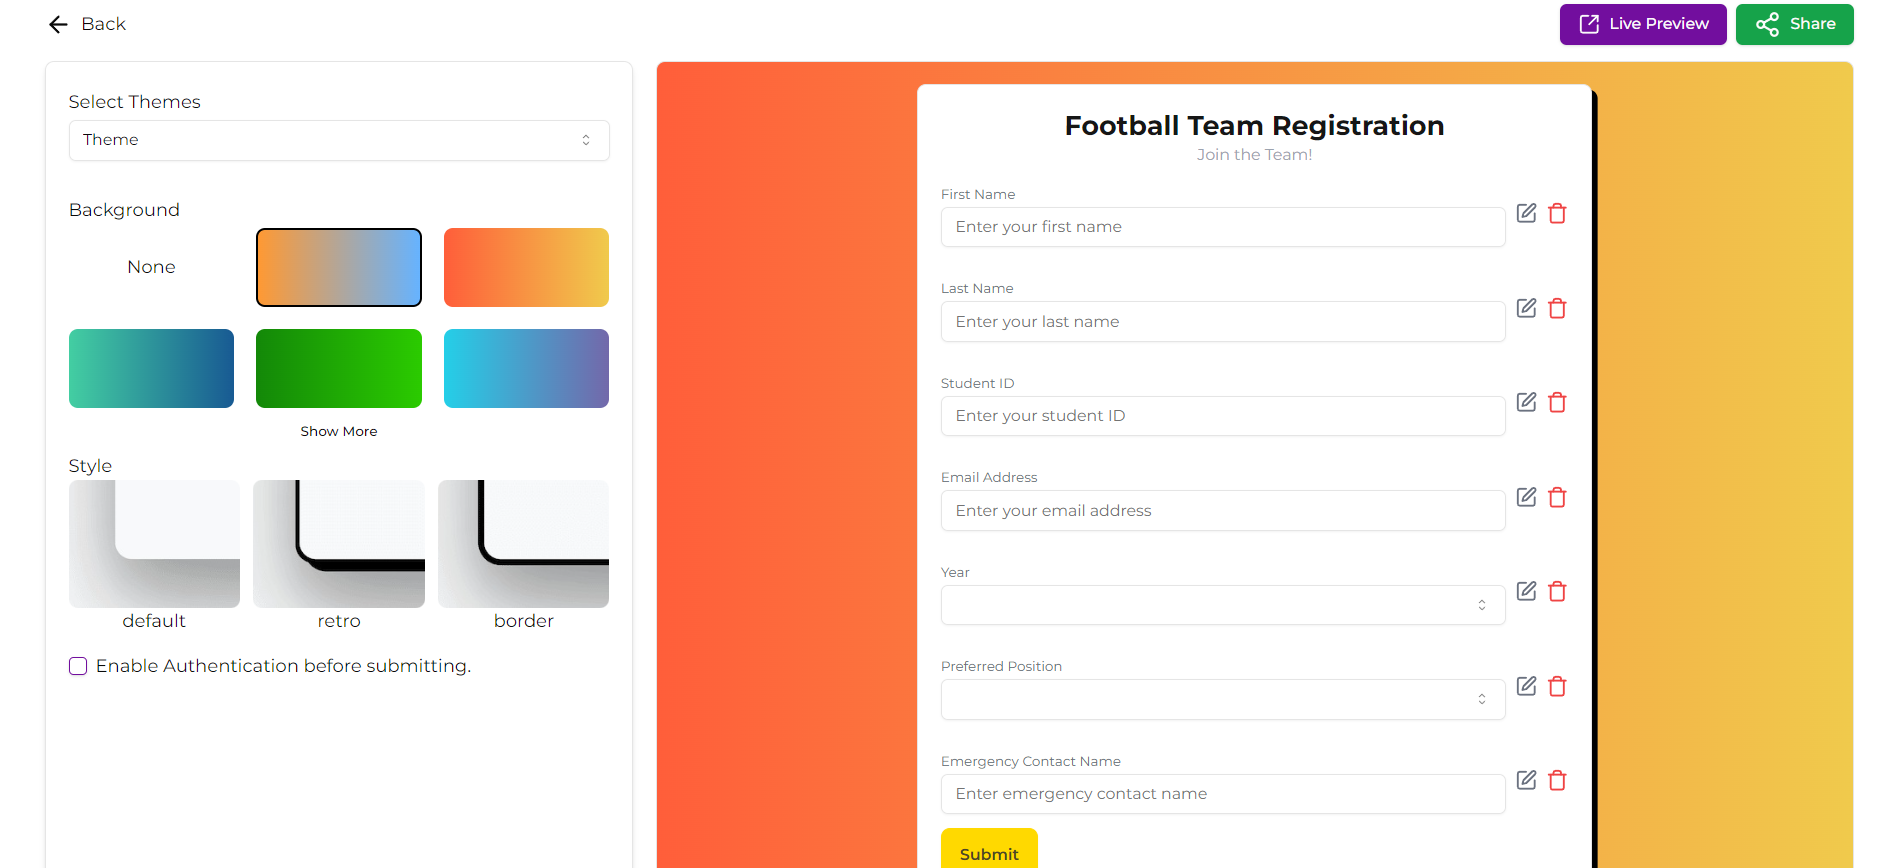 Back
Live Preview
Share
Select Themes
Theme
Background
None
Show More
Style
default
retro
border
Enable Authentication before submitting.
Football Team Registration
Join the Team!
First Name
Enter your first name
Last Name
Enter your last name
Student ID
Enter your student ID
Email Address
Enter your email address
Year
Preferred Position
Emergency Contact Name
Enter emergency contact name
Submit